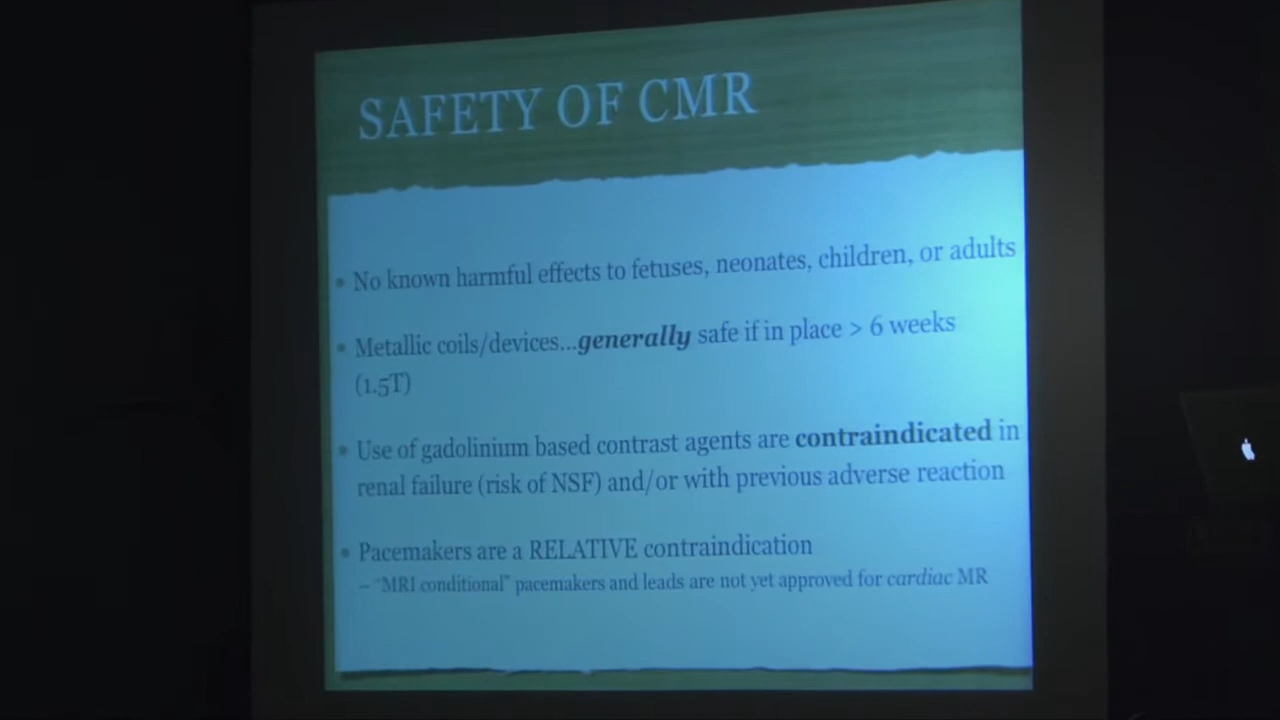 SAFETY OF CMR
• No known harmful effects to fetuses, neonates, children, or adults
• Metallic coils/devices...generally safe if in place > 6 weeks
(1.5T)
• Use of gadolinium based contrast agents are contraindicated in
renal failure (risk of NSF) and/or with previous adverse reaction
• Pacemakers are a RELATIVE contraindication
– "MRI conditional" pacemakers and leads are not yet approved for cardiac MR